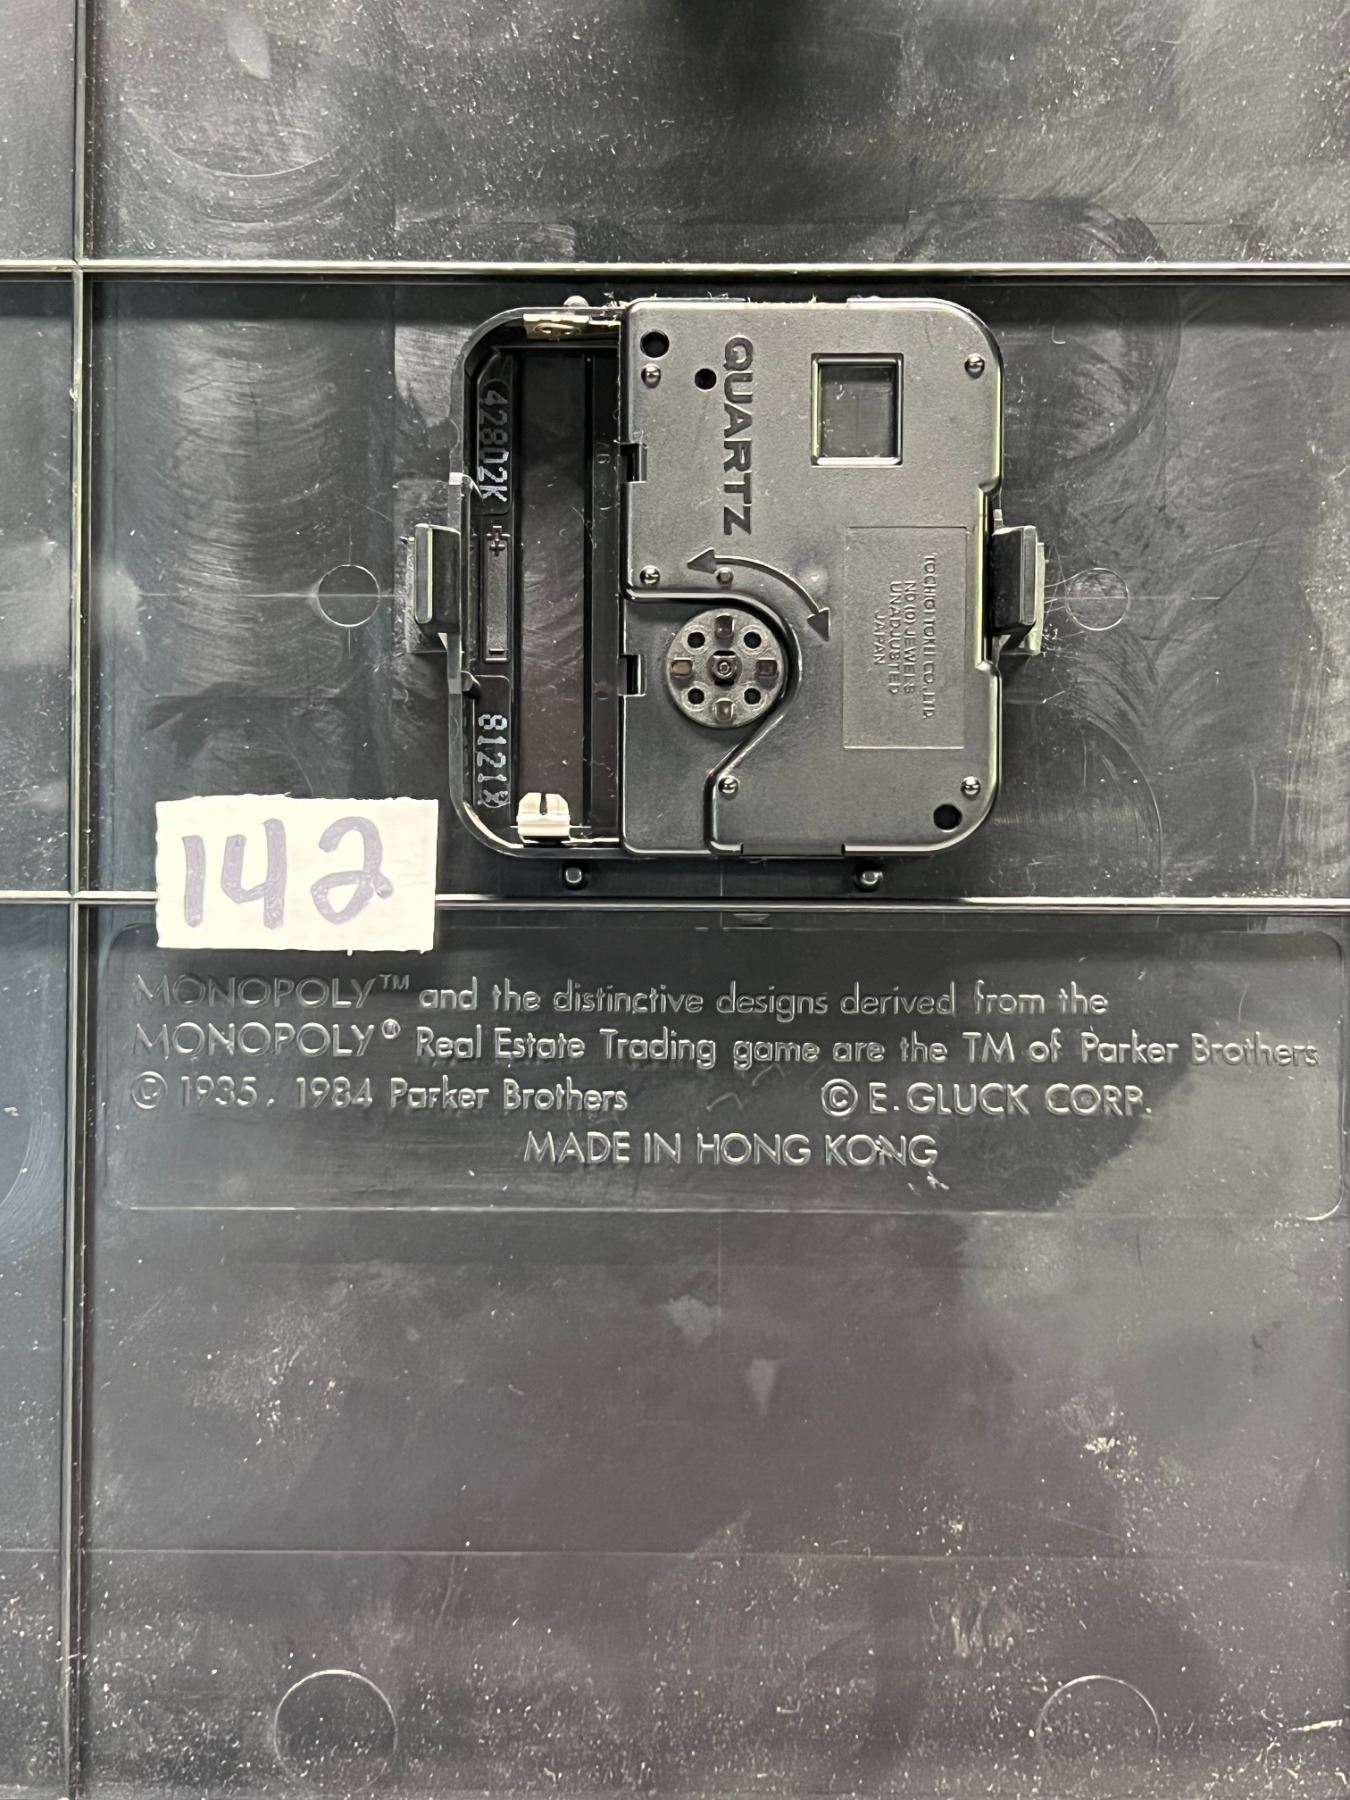 QUARTZ
42802K
+
-
8121X
TOCHIGI TOKEI CO.,LTD.
NO (0) JEWELS
UNADJUSTED
JAPAN
142
MONOPOLY™ and the distinctive designs derived from the
MONOPOLY® Real Estate Trading game are the TM of Parker Brothers
© 1935, 1984 Parker Brothers © E. GLUCK CORP.
MADE IN HONG KONG